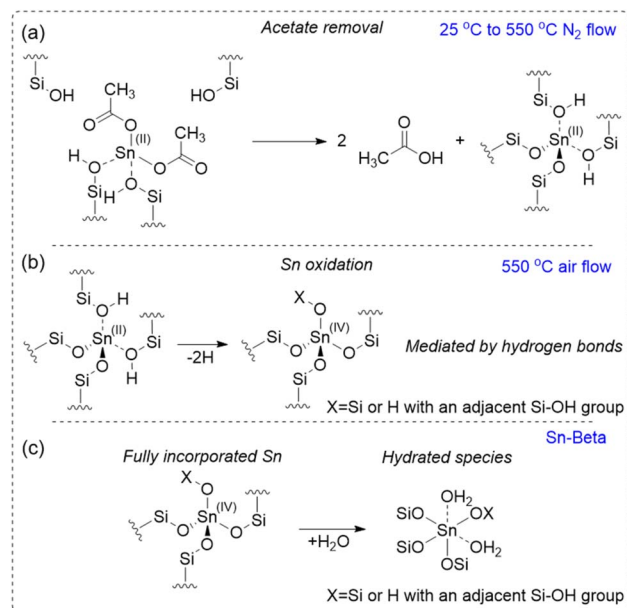 (a) Acetate removal 25 °C to 550 °C N₂ flow
Si
OH
HO
Si
CH₃
O
O
CH₃
Sn (II)
O
O
H
O
Si
H
O
Si
2
H₃C
O
OH
+
Si
O
H
Sn (II)
Si
O
Si
O
H
O
Si
(b) Sn oxidation 550 °C air flow
Si
O
H
Sn (II)
Si
O
Si
O
H
O
Si
-2H
X
O
Sn (IV)
Si
O
Si
O
O
Si
Mediated by hydrogen bonds
X=Si or H with an adjacent Si-OH group
Sn-Beta
(c) Fully incorporated Sn Hydrated species
X
O
Sn (IV)
Si
O
Si
O
O
Si
+H₂O
OH₂
SiO
OX
Sn
SiO
OH₂
OSi
X=Si or H with an adjacent Si-OH group